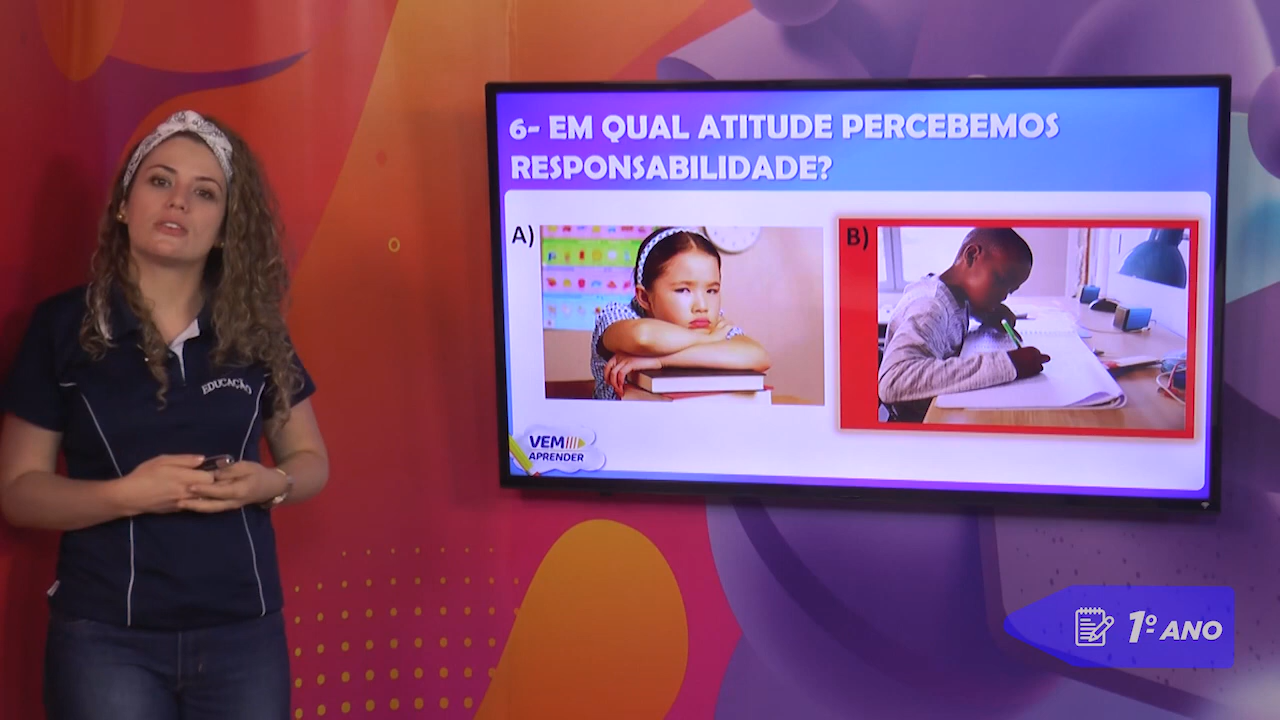 6- EM QUAL ATITUDE PERCEBEMOS
RESPONSABILIDADE?
A)
B)
EDUCAÇÃO
VEM
APRENDER
1º ANO